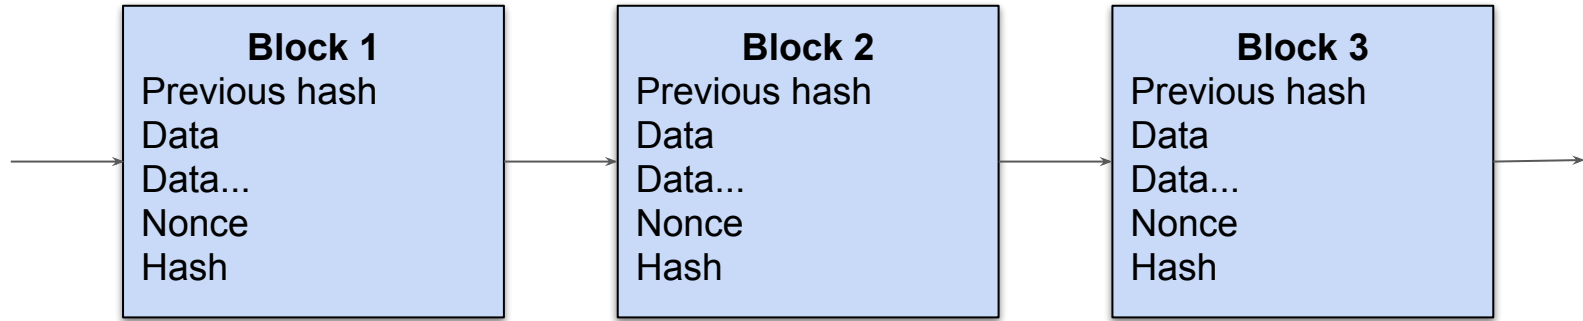 Block 1
Previous hash
Data
Data...
Nonce
Hash
Block 2
Previous hash
Data
Data...
Nonce
Hash
Block 3
Previous hash
Data
Data...
Nonce
Hash